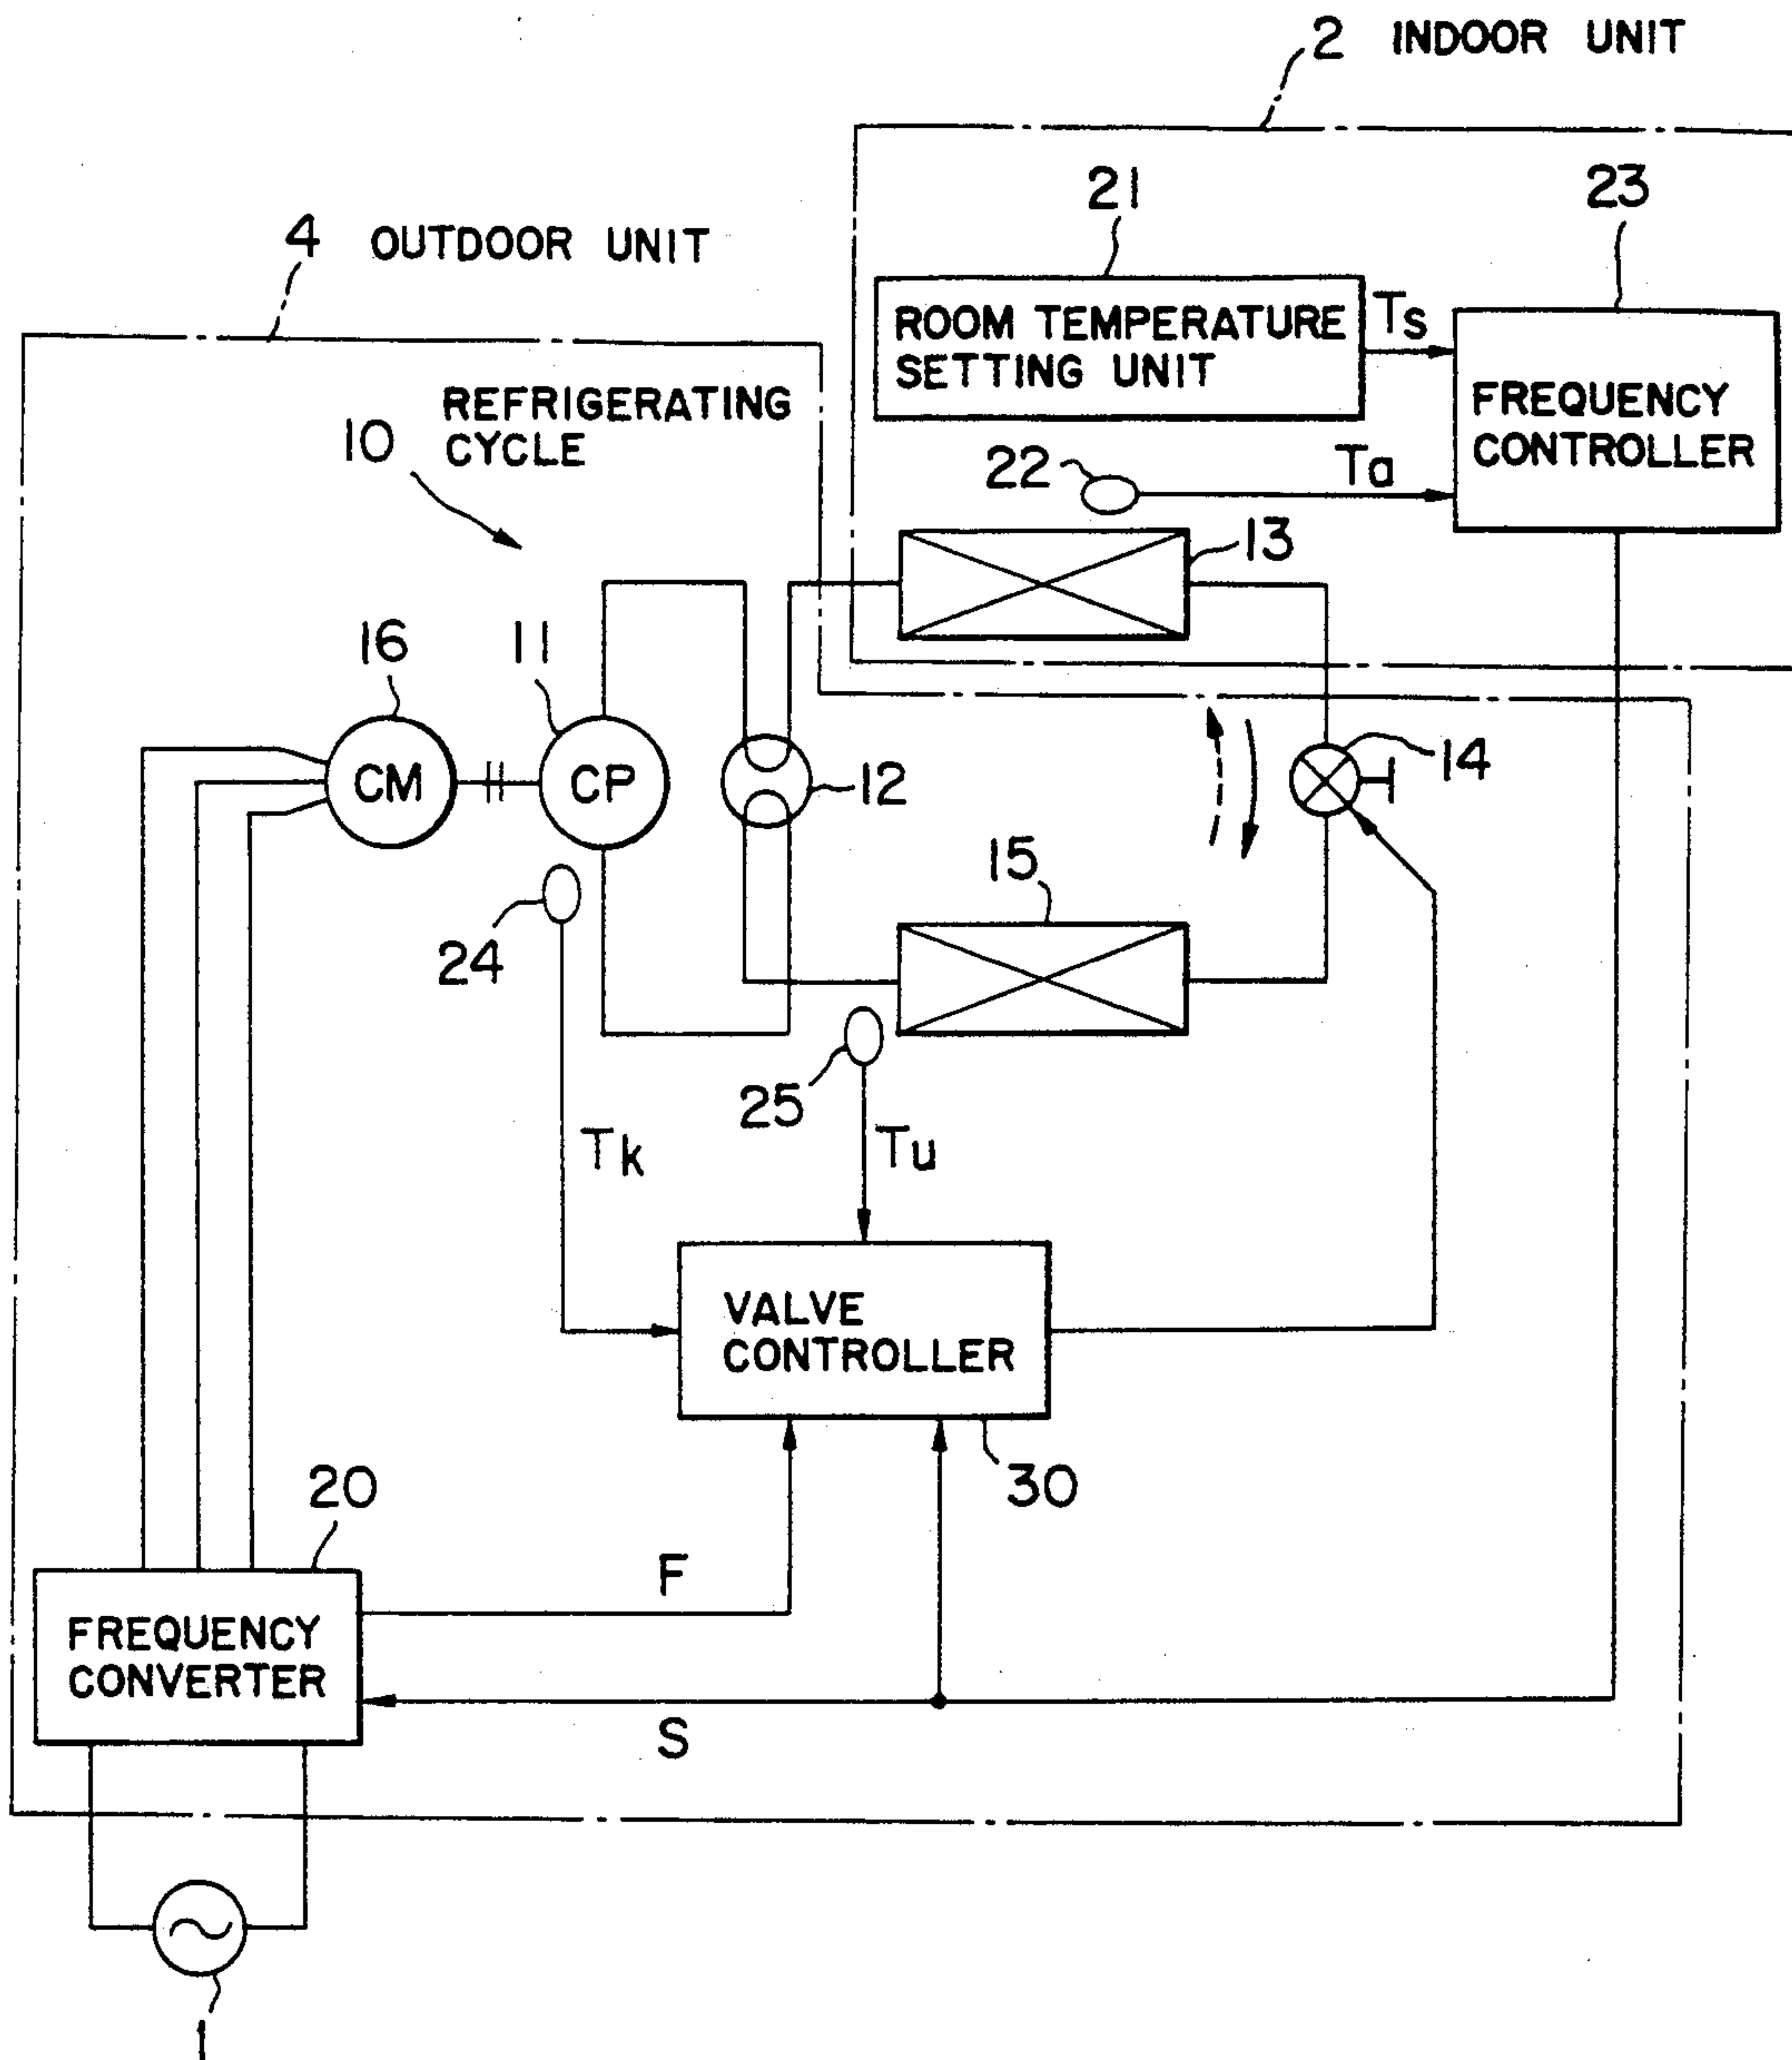 2 INDOOR UNIT
21
23
4 OUTDOOR UNIT
ROOM TEMPERATURE
SETTING UNIT
Ts
FREQUENCY
CONTROLLER
REFRIGERATING
CYCLE
10
22
Ta
13
16
11
CM
CP
12
14
15
24
25
Tk
Tu
VALVE
CONTROLLER
30
20
F
FREQUENCY
CONVERTER
S
1